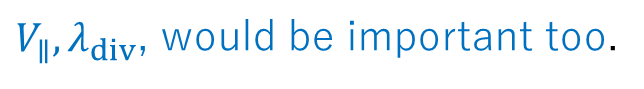 V∥, λdiv, would be important too.